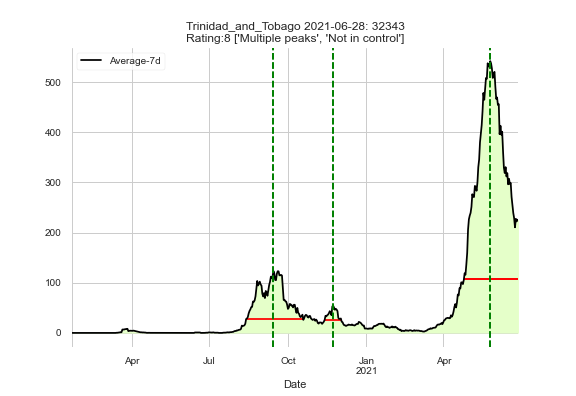 Trinidad_and_Tobago 2021-06-28: 32343
Rating:8 ['Multiple peaks', 'Not in control']
Average-7d
500
400
300
200
100
0
Apr
Jul
Oct
Jan
2021
Apr
Date